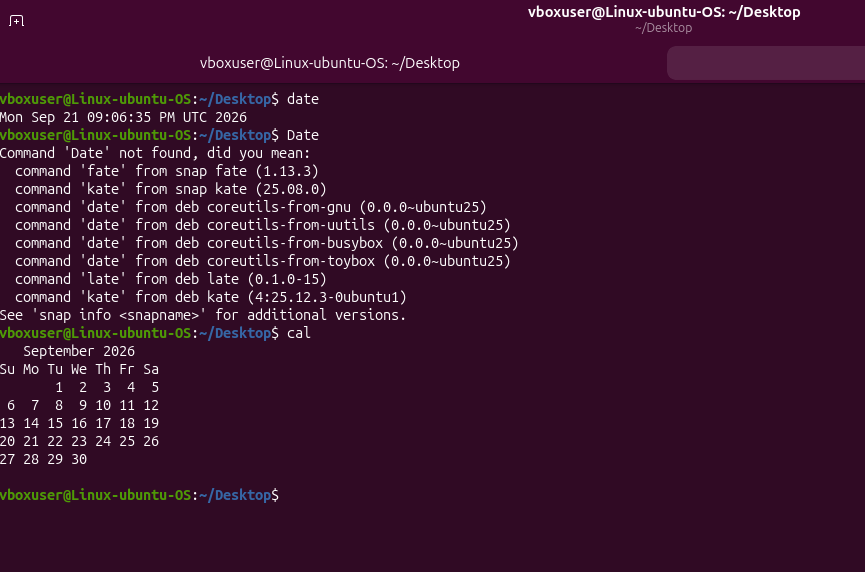 vboxuser@Linux-ubuntu-OS: ~/Desktop
~/Desktop
vboxuser@Linux-ubuntu-OS: ~/Desktop
vboxuser@Linux-ubuntu-OS:~/Desktop$ date
Mon Sep 21 09:06:35 PM UTC 2026
vboxuser@Linux-ubuntu-OS:~/Desktop$ Date
Command 'Date' not found, did you mean:
  command 'fate' from snap fate (1.13.3)
  command 'kate' from snap kate (25.08.0)
  command 'date' from deb coreutils-from-gnu (0.0.0~ubuntu25)
  command 'date' from deb coreutils-from-uutils (0.0.0~ubuntu25)
  command 'date' from deb coreutils-from-busybox (0.0.0~ubuntu25)
  command 'date' from deb coreutils-from-toybox (0.0.0~ubuntu25)
  command 'late' from deb late (0.1.0-15)
  command 'kate' from deb kate (4:25.12.3-0ubuntu1)
See 'snap info <snapname>' for additional versions.
vboxuser@Linux-ubuntu-OS:~/Desktop$ cal
   September 2026
Su Mo Tu We Th Fr Sa
       1  2  3  4  5
 6  7  8  9 10 11 12
13 14 15 16 17 18 19
20 21 22 23 24 25 26
27 28 29 30
vboxuser@Linux-ubuntu-OS:~/Desktop$